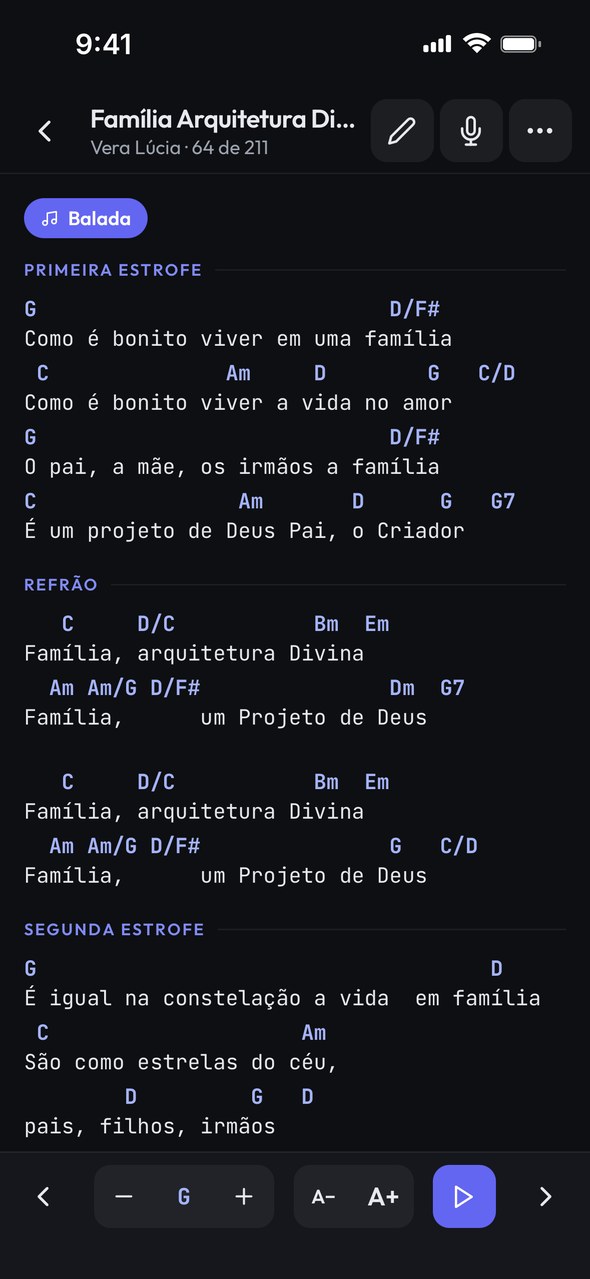 9:41
Família Arquitetura Di...
Vera Lúcia · 64 de 211
Balada
PRIMEIRA ESTROFE
G                            D/F#
Como é bonito viver em uma família
 C              Am     D        G   C/D
Como é bonito viver a vida no amor
G                            D/F#
O pai, a mãe, os irmãos a família
C                Am       D      G   G7
É um projeto de Deus Pai, o Criador
REFRÃO
   C     D/C           Bm  Em
Família, arquitetura Divina
  Am Am/G D/F#               Dm  G7
Família,      um Projeto de Deus
   C     D/C           Bm  Em
Família, arquitetura Divina
  Am Am/G D/F#               G   C/D
Família,      um Projeto de Deus
SEGUNDA ESTROFE
G                                    D
É igual na constelação a vida  em família
 C                    Am
São como estrelas do céu,
        D         G   D
pais, filhos, irmãos
− G + A− A+